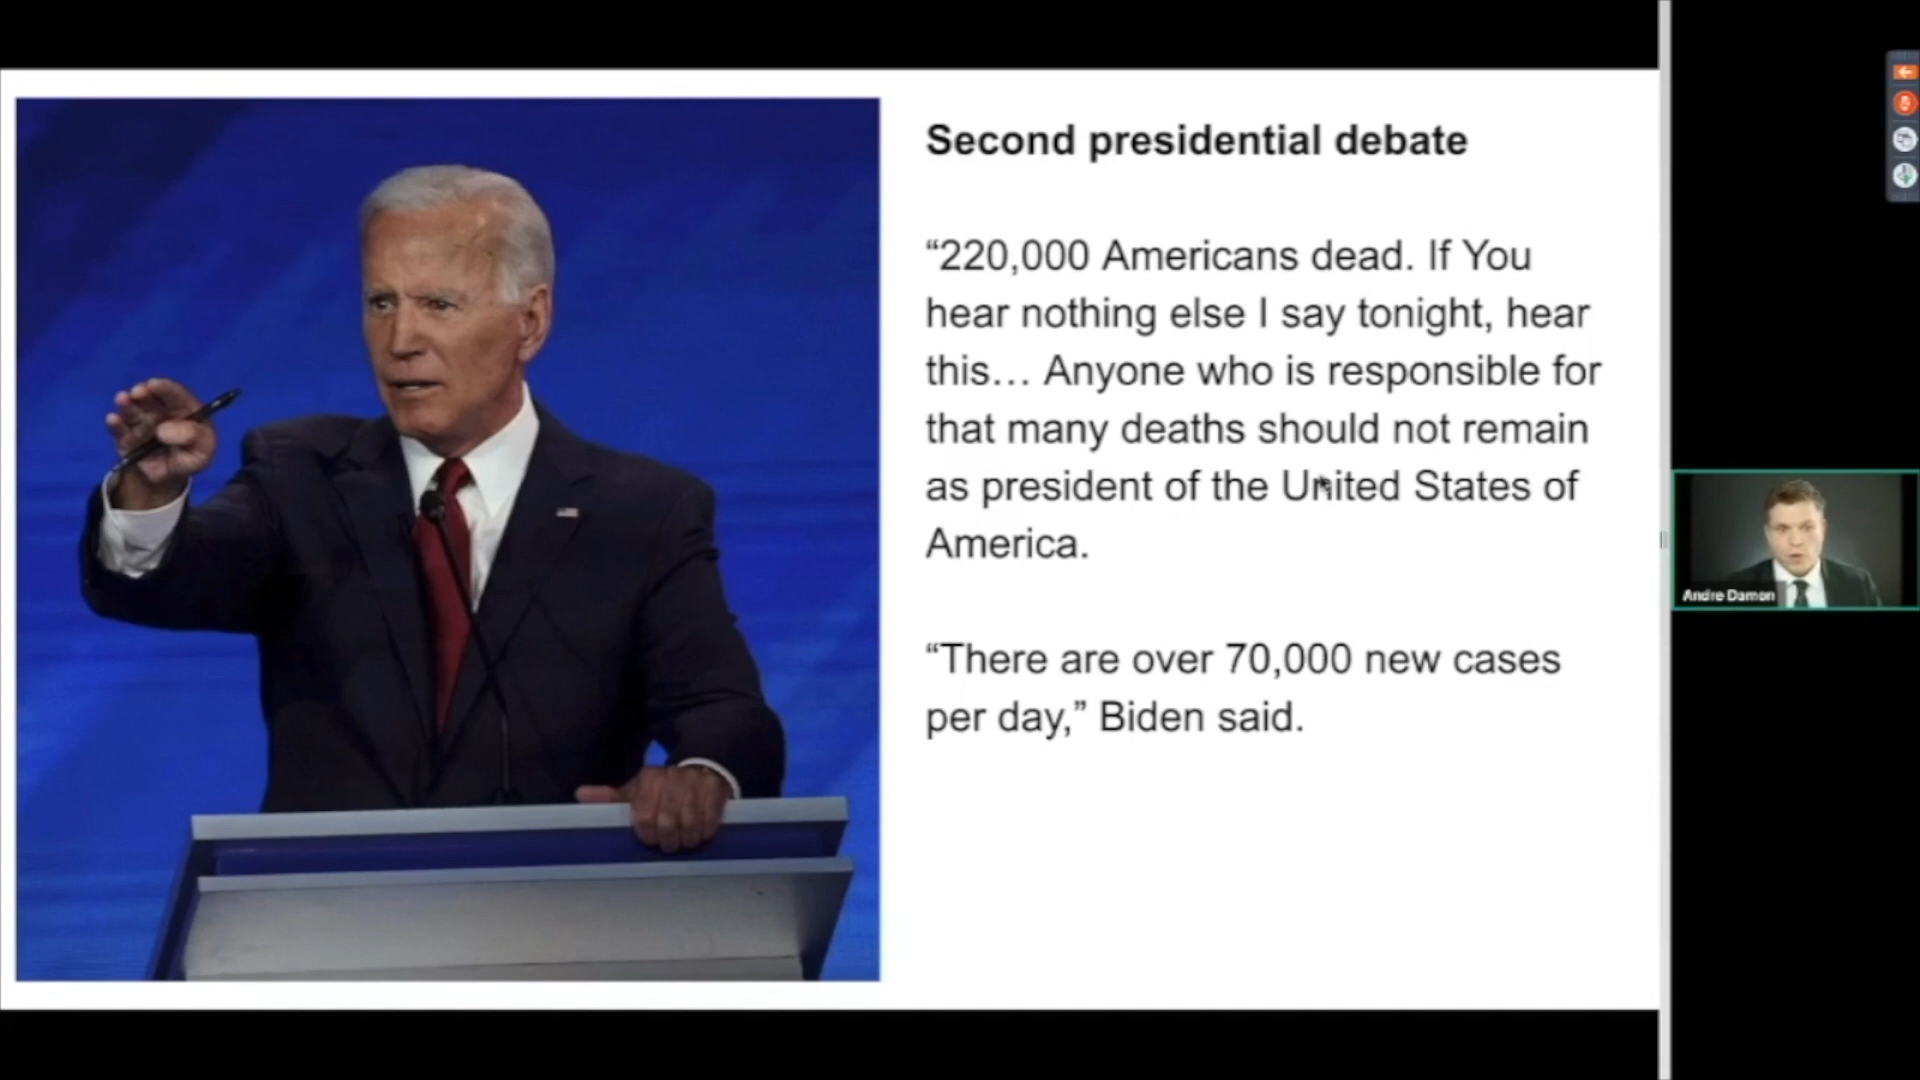 Second presidential debate
“220,000 Americans dead. If You
hear nothing else I say tonight, hear
this… Anyone who is responsible for
that many deaths should not remain
as president of the United States of
America.
“There are over 70,000 new cases
per day,” Biden said.
Andre Damon